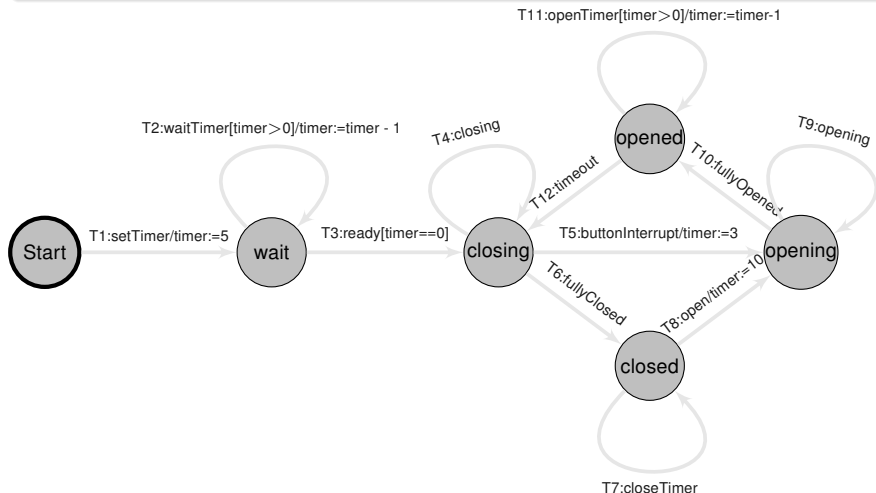 T11:openTimer[timer>0]/timer:=timer-1
T2:waitTimer[timer>0]/timer:=timer - 1
T4:closing
opened
T9:opening
T12:timeout
T10:fullyOpened
Start
T1:setTimer/timer:=5
wait
T3:ready[timer==0]
closing
T5:buttonInterrupt/timer:=3
opening
T6:fullyClosed
T8:open/timer:=10
closed
T7:closeTimer